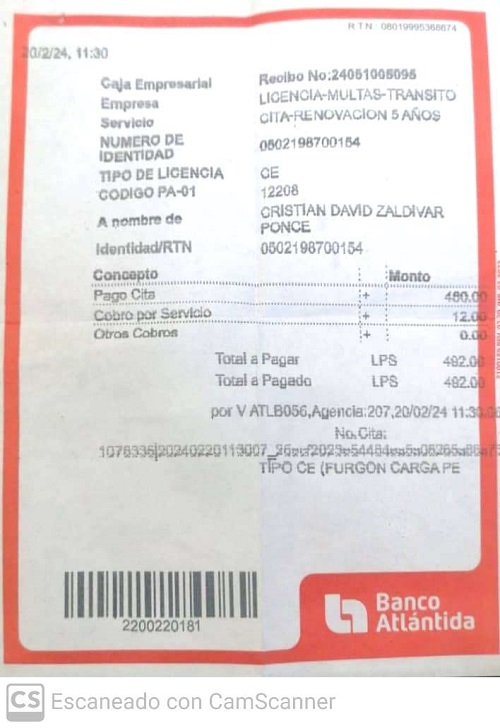 R T N : 08019995368674
20/2/24, 11:30
Caja Empresarial Recibo No:24051005095
Empresa LICENCIA-MULTAS-TRANSITO
Servicio CITA-RENOVACION 5 AÑOS
NUMERO DE IDENTIDAD 0502198700154
TIPO DE LICENCIA CE
CODIGO PA-01 12208
A nombre de CRISTIAN DAVID ZALDIVAR PONCE
Identidad/RTN 0502198700154
Concepto Monto
Pago Cita + 480.00
Cobro por Servicio + 12.00
Otros Cobros + 0.00
Total a Pagar LPS 492.00
Total a Pagado LPS 492.00
por V ATLB056,Agencia:207,20/02/24 11:30
No.Cita:
TIPO CE (FURGON CARGA PE
2200220181
Banco
Atlántida
CS Escaneado con CamScanner